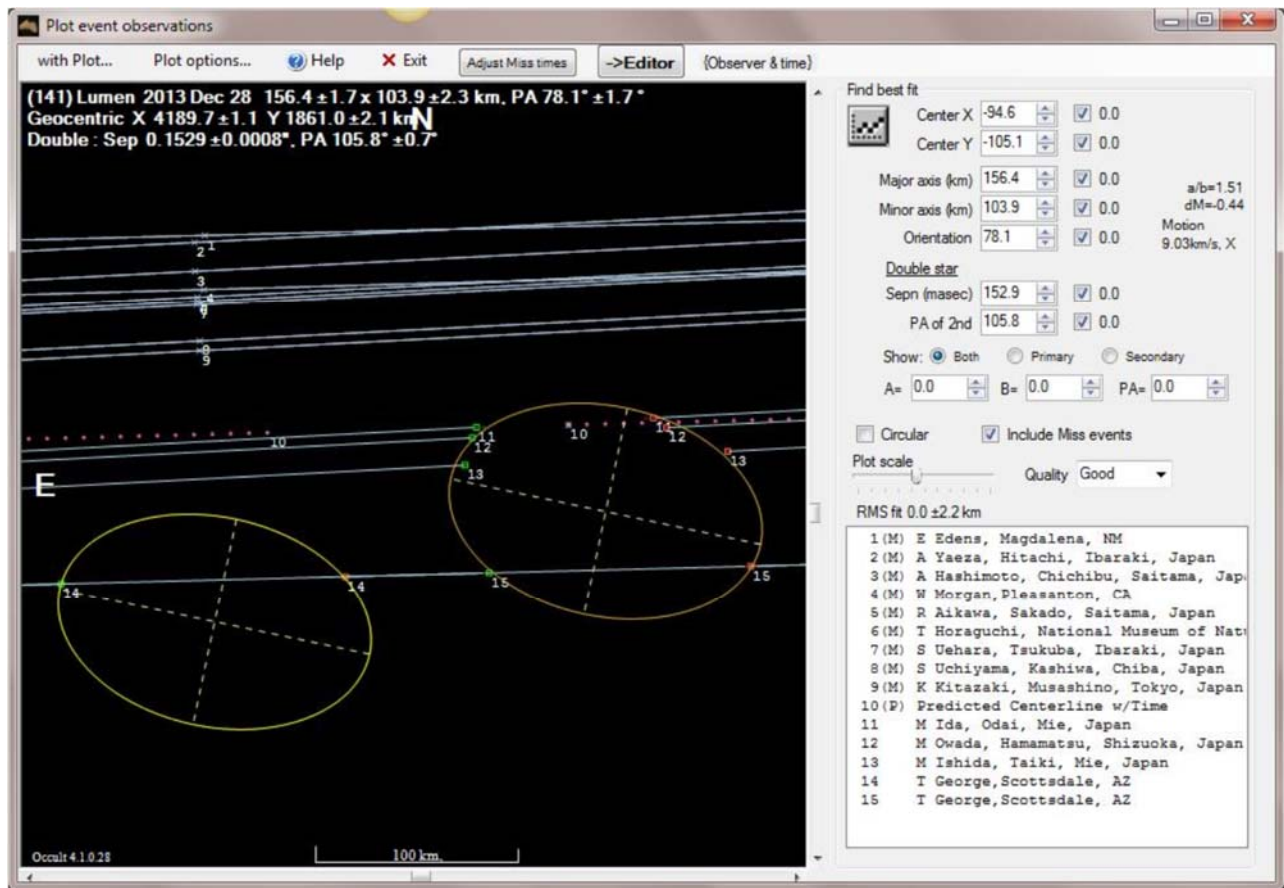 Plot event observations
with Plot... Plot options... Help Exit Adjust Miss times ->Editor {Observer & time}
(141) Lumen 2013 Dec 28 156.4 ±1.7 x 103.9 ±2.3 km, PA 78.1° ±1.7 °
Geocentric X 4189.7 ±1.1 Y 1861.0 ±2.1 km
N
Double : Sep 0.1529 ±0.0008", PA 105.8° ±0.7°
1
2
3
4
7
8
9
10
11
12
13
10
12
13
E
14
14
15
15
Occult 4.1.0.28
100 km.
Find best fit
Center X -94.6 0.0
Center Y -105.1 0.0
Major axis (km) 156.4 0.0
a/b=1.51
Minor axis (km) 103.9 0.0
dM=-0.44
Orientation 78.1 0.0
Motion
9.03km/s, X
Double star
Sepn (masec) 152.9 0.0
PA of 2nd 105.8 0.0
Show: Both Primary Secondary
A= 0.0 B= 0.0 PA= 0.0
Circular Include Miss events
Plot scale
Quality Good
RMS fit 0.0 ±2.2 km
1 (M) E Edens, Magdalena, NM
2 (M) A Yaeza, Hitachi, Ibaraki, Japan
3 (M) A Hashimoto, Chichibu, Saitama, Japa
4 (M) W Morgan,Pleasanton, CA
5 (M) R Aikawa, Sakado, Saitama, Japan
6 (M) T Horaguchi, National Museum of Natu
7 (M) S Uehara, Tsukuba, Ibaraki, Japan
8 (M) S Uchiyama, Kashiwa, Chiba, Japan
9 (M) K Kitazaki, Musashino, Tokyo, Japan
10 (P) Predicted Centerline w/Time
11 M Ida, Odai, Mie, Japan
12 M Owada, Hamamatsu, Shizuoka, Japan
13 M Ishida, Taiki, Mie, Japan
14 T George,Scottsdale, AZ
15 T George,Scottsdale, AZ